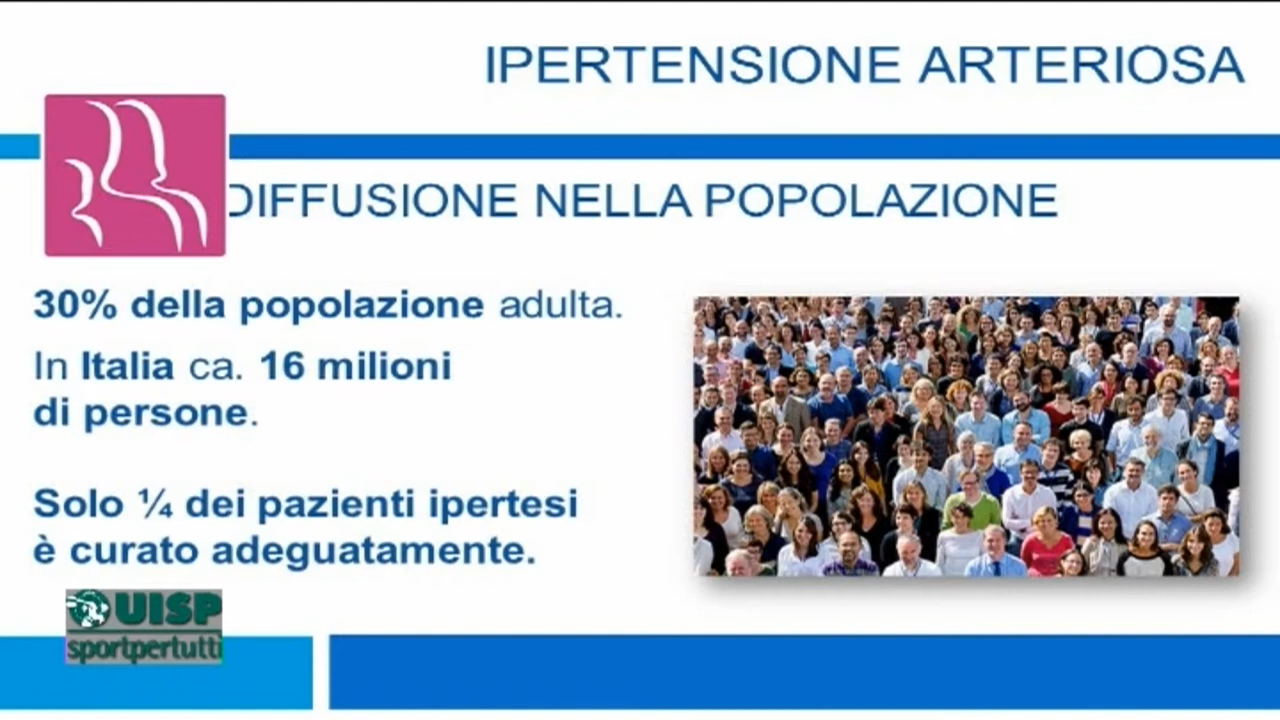 IPERTENSIONE ARTERIOSA
DIFFUSIONE NELLA POPOLAZIONE
30% della popolazione adulta.
In Italia ca. 16 milioni
di persone.
Solo ¼ dei pazienti ipertesi
è curato adeguatamente.
UISP
sportpertutti